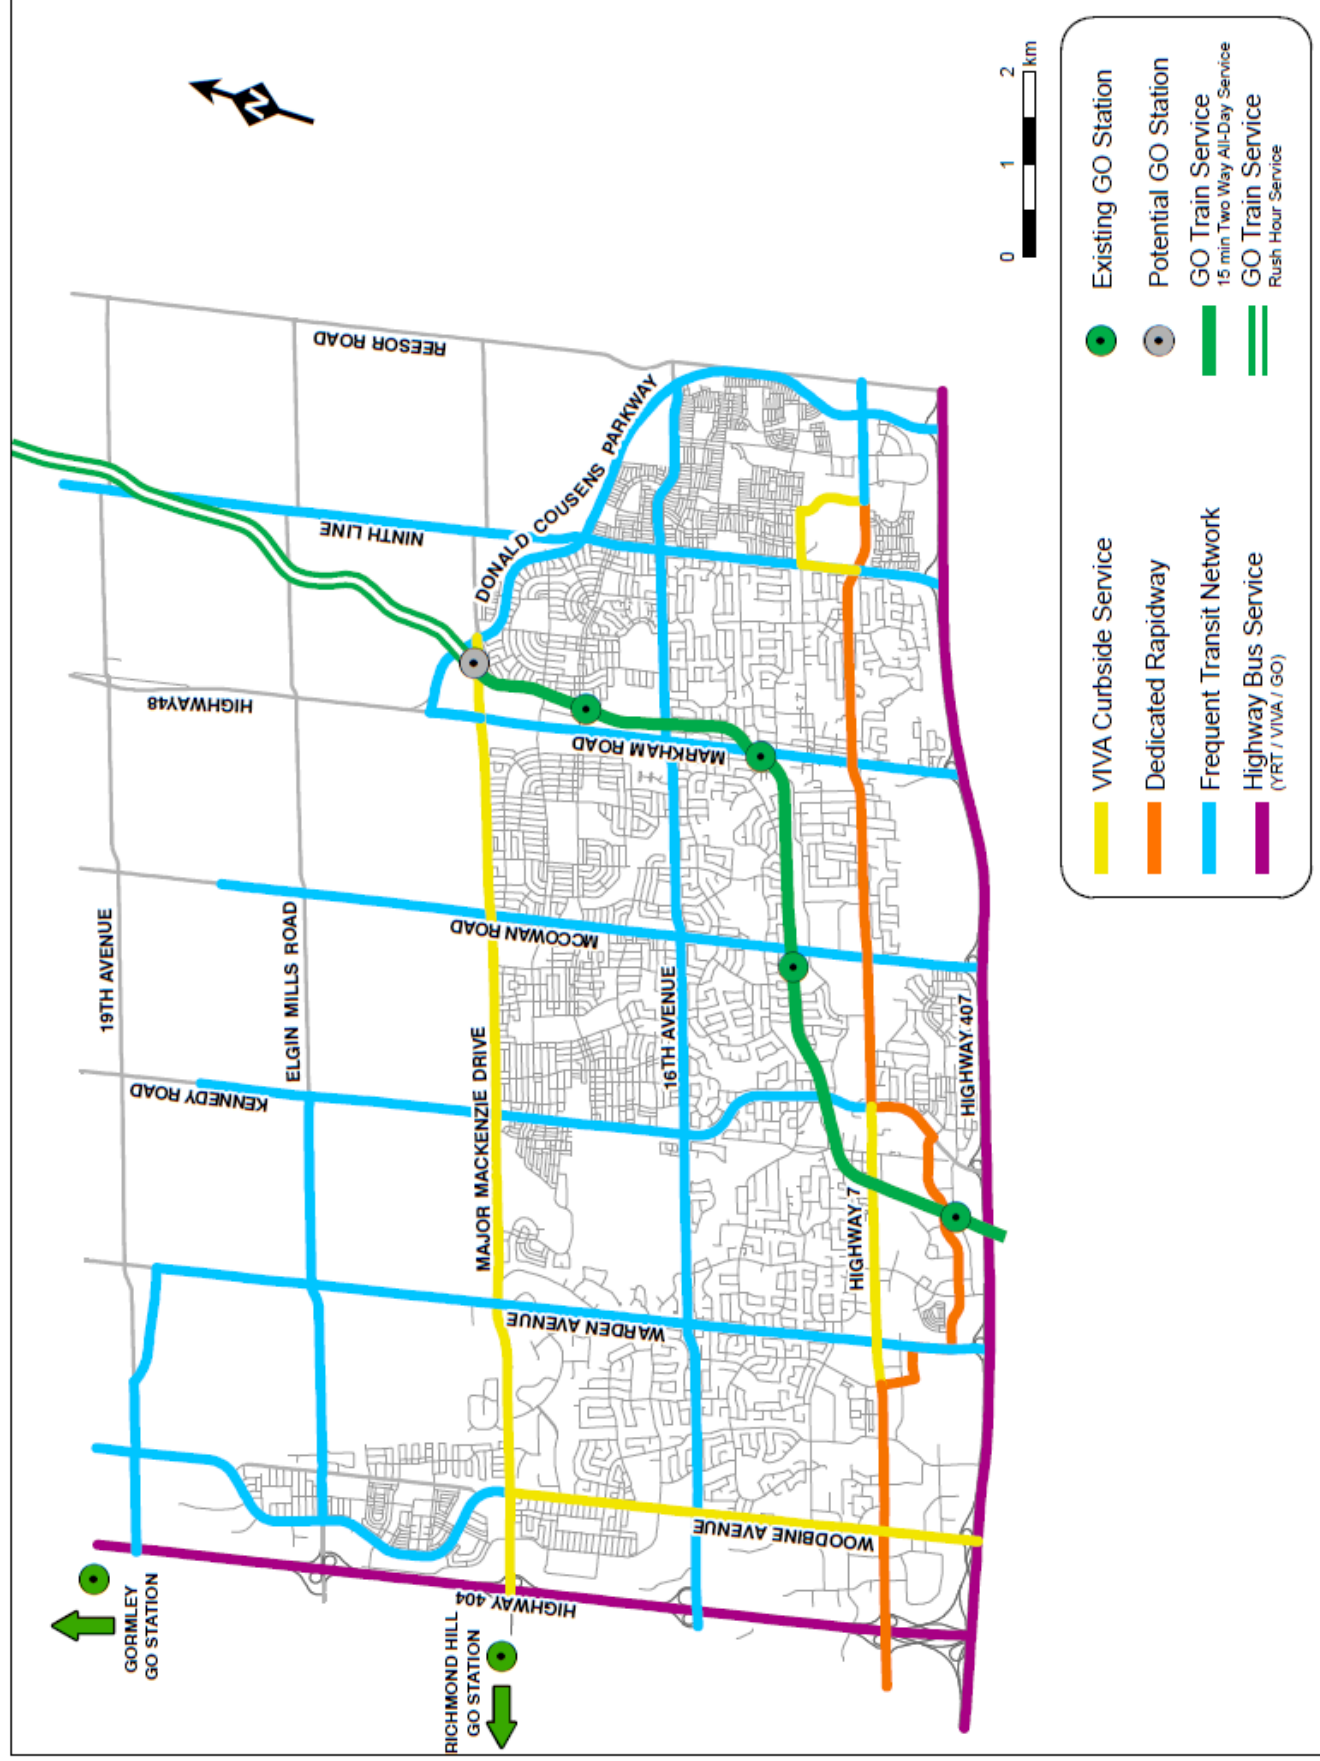 GORMLEY
GO STATION
RICHMOND HILL
GO STATION
19TH AVENUE
ELGIN MILLS ROAD
MAJOR MACKENZIE DRIVE
16TH AVENUE
HIGHWAY 7
HIGHWAY 407
HIGHWAY 404
WOODBINE AVENUE
WARDEN AVENUE
KENNEDY ROAD
MCCOWAN ROAD
HIGHWAY48
MARKHAM ROAD
NINTH LINE
DONALD COUSENS PARKWAY
REESOR ROAD
N
0 1 2
km
VIVA Curbside Service
Dedicated Rapidway
Frequent Transit Network
Highway Bus Service
(YRT / VIVA / GO)
Existing GO Station
Potential GO Station
GO Train Service
15 min Two Way All-Day Service
GO Train Service
Rush Hour Service